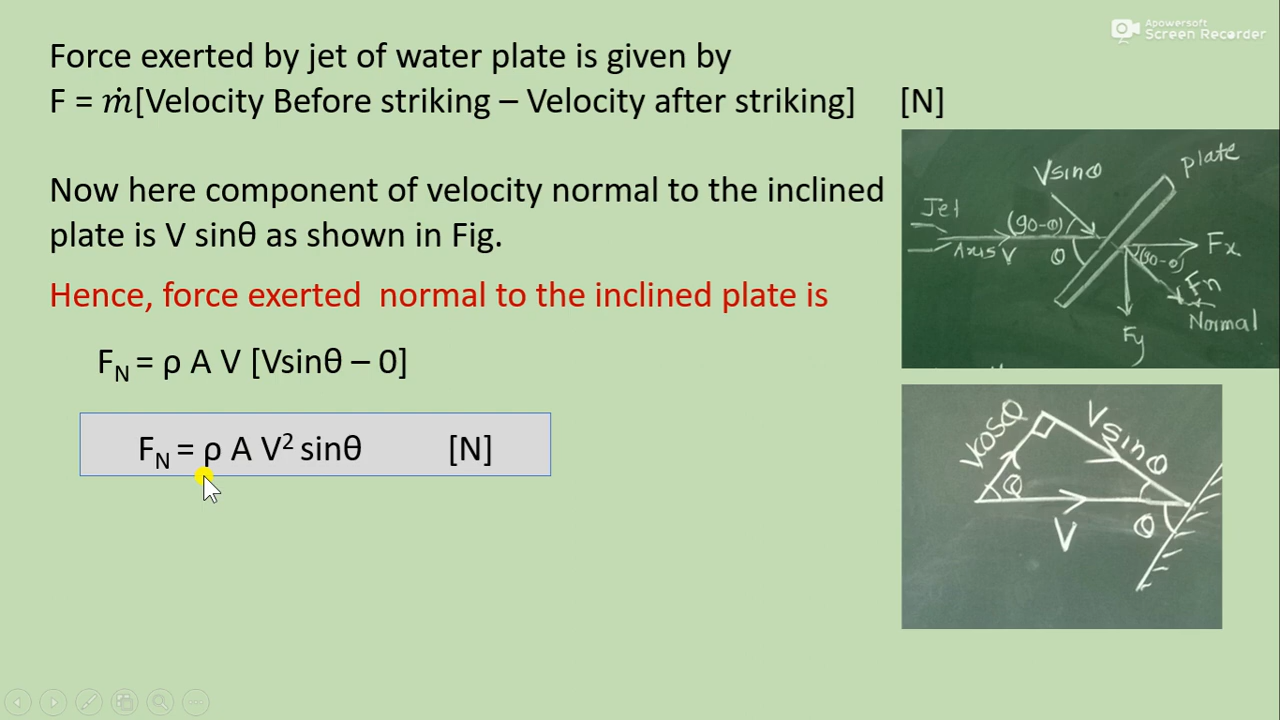 Apowersoft
Screen Recorder
Force exerted by jet of water plate is given by
F = ṁ[Velocity Before striking – Velocity after striking] [N]
Now here component of velocity normal to the inclined
plate is V sinθ as shown in Fig.
Hence, force exerted normal to the inclined plate is
F_N = ρ A V [Vsinθ – 0]
F_N = ρ A V² sinθ [N]
plate
Vsinθ
Jet
(90-θ)
Axis V θ
Fx
(90-θ)
Fn
Normal
Fy
Vcosθ
Vsinθ
θ
V
θ